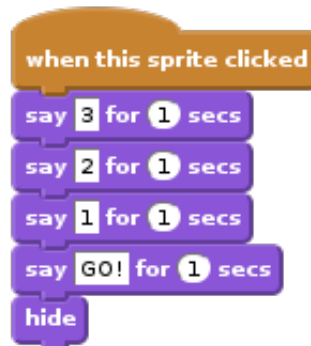 when this sprite clicked
say 3 for 1 secs
say 2 for 1 secs
say 1 for 1 secs
say GO! for 1 secs
hide